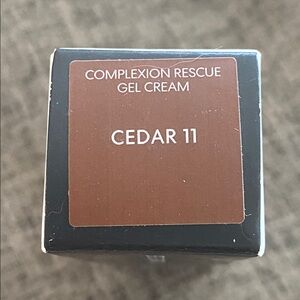 COMPLEXION RESCUE
GEL CREAM
CEDAR 11